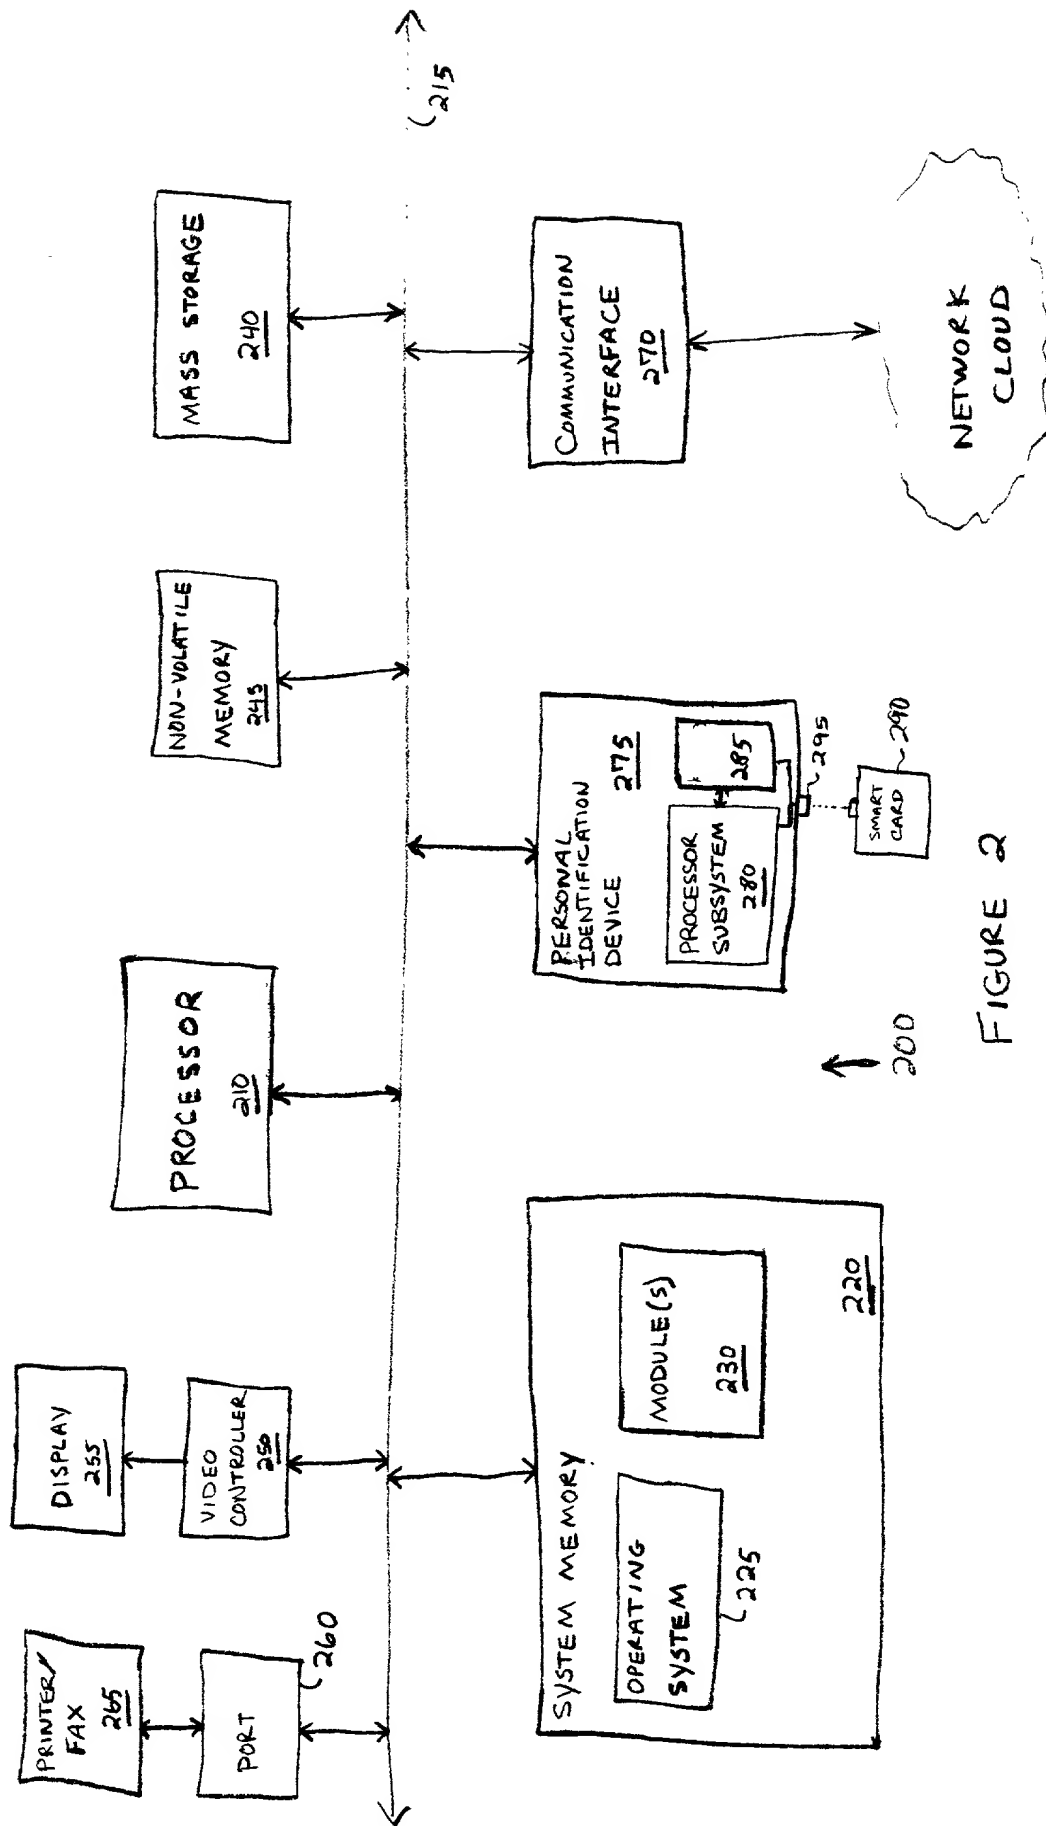 PRINTER/
FAX
265
PORT
260
DISPLAY
255
VIDEO
CONTROLLER
250
PROCESSOR
210
NON-VOLATILE
MEMORY
245
MASS STORAGE
240
215
SYSTEM MEMORY
OPERATING
SYSTEM
225
MODULE(S)
230
220
PERSONAL
IDENTIFICATION
DEVICE
275
PROCESSOR
SUBSYSTEM
280
285
295
SMART
CARD
290
COMMUNICATION
INTERFACE
270
NETWORK
CLOUD
200
FIGURE 2